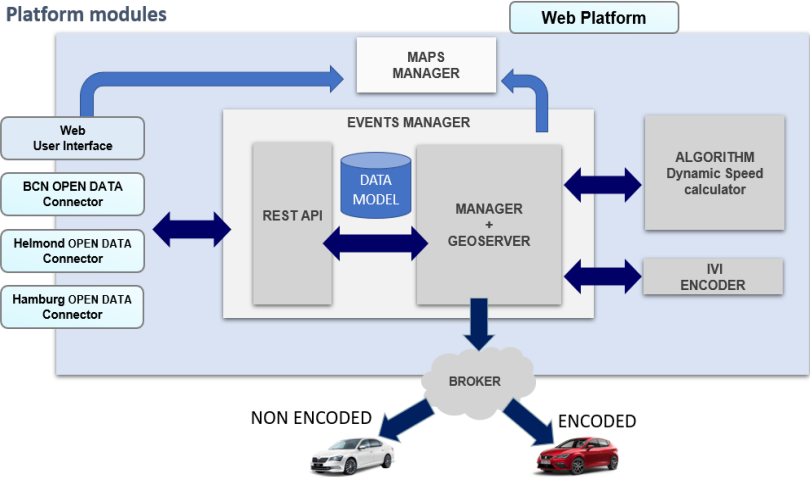 Platform modules
Web Platform
MAPS
MANAGER
EVENTS MANAGER
Web
User Interface
BCN OPEN DATA
Connector
Helmond OPEN DATA
Connector
Hamburg OPEN DATA
Connector
REST API
DATA
MODEL
MANAGER
+
GEOSERVER
ALGORITHM
Dynamic Speed
calculator
IVI
ENCODER
BROKER
NON ENCODED
ENCODED